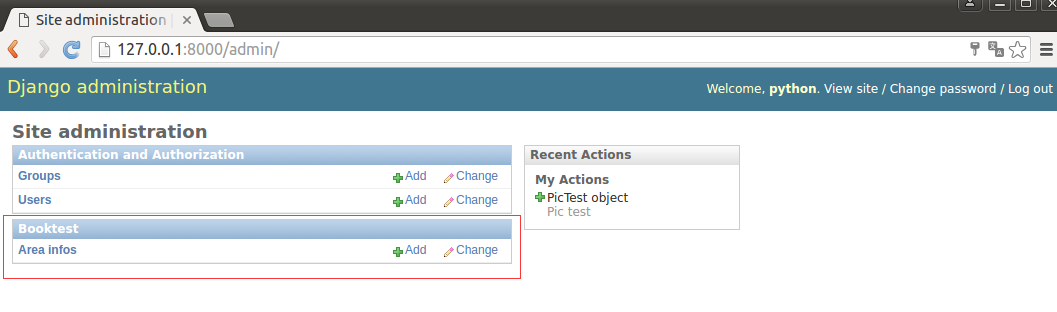 Site administration
127.0.0.1:8000/admin/
Django administration
Welcome, python. View site / Change password / Log out
Site administration
Authentication and Authorization
Groups Add Change
Users Add Change
Booktest
Area infos Add Change
Recent Actions
My Actions
PicTest object
Pic test